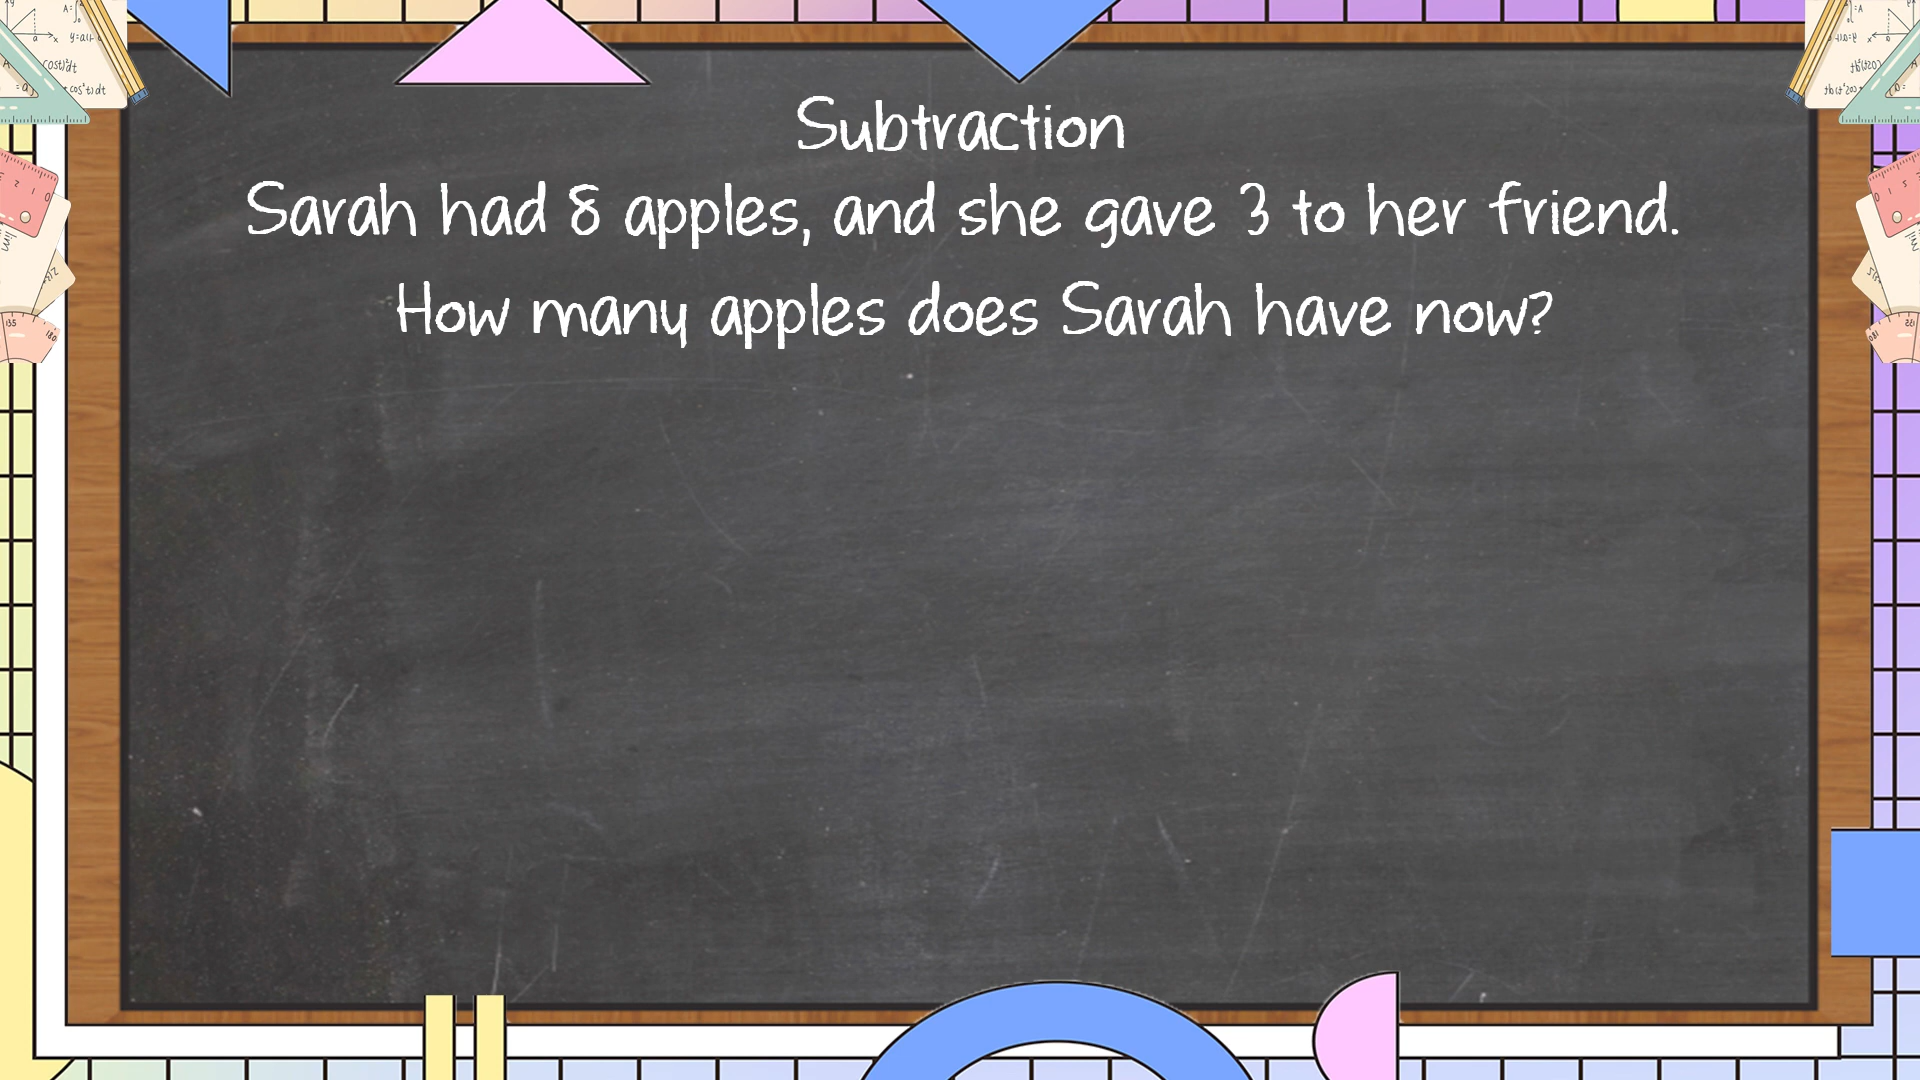 Subtraction
Sarah had 8 apples, and she gave 3 to her friend.
How many apples does Sarah have now?